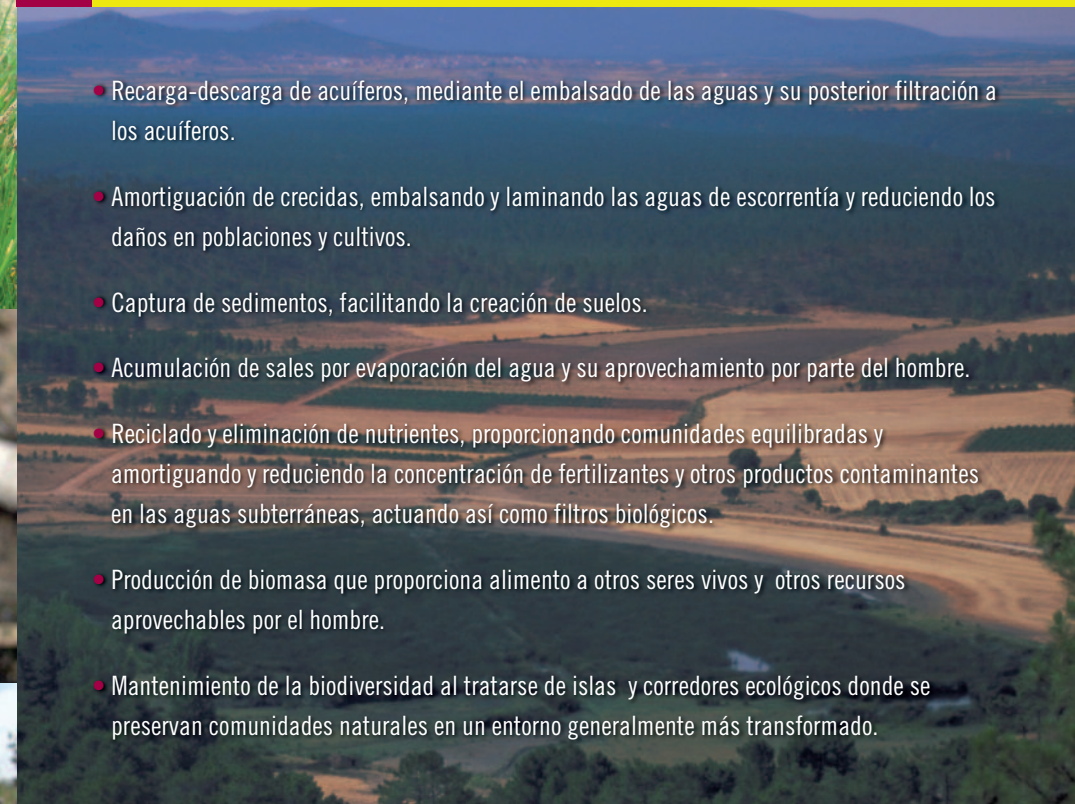 • Recarga-descarga de acuíferos, mediante el embalsado de las aguas y su posterior filtración a
los acuíferos.
• Amortiguación de crecidas, embalsando y laminando las aguas de escorrentía y reduciendo los
daños en poblaciones y cultivos.
• Captura de sedimentos, facilitando la creación de suelos.
• Acumulación de sales por evaporación del agua y su aprovechamiento por parte del hombre.
• Reciclado y eliminación de nutrientes, proporcionando comunidades equilibradas y
amortiguando y reduciendo la concentración de fertilizantes y otros productos contaminantes
en las aguas subterráneas, actuando así como filtros biológicos.
• Producción de biomasa que proporciona alimento a otros seres vivos y otros recursos
aprovechables por el hombre.
• Mantenimiento de la biodiversidad al tratarse de islas y corredores ecológicos donde se
preservan comunidades naturales en un entorno generalmente más transformado.